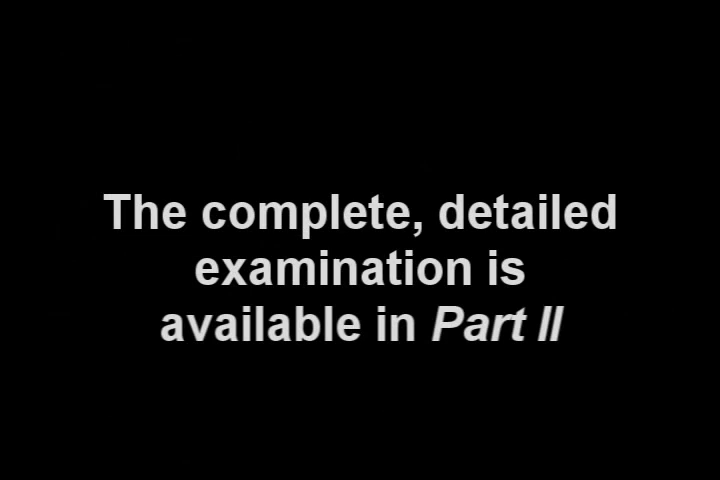 The complete, detailed
examination is
available in Part II